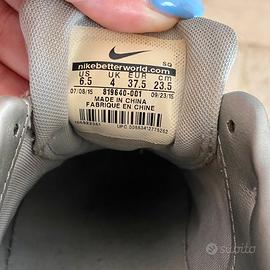 SQ
nikebetterworld.com
US UK EUR cm
6.5 4 37.5 23.5
07/08/15 819640-001 09/23/15
MADE IN CHINA
FABRIQUÉ EN CHINE
subito